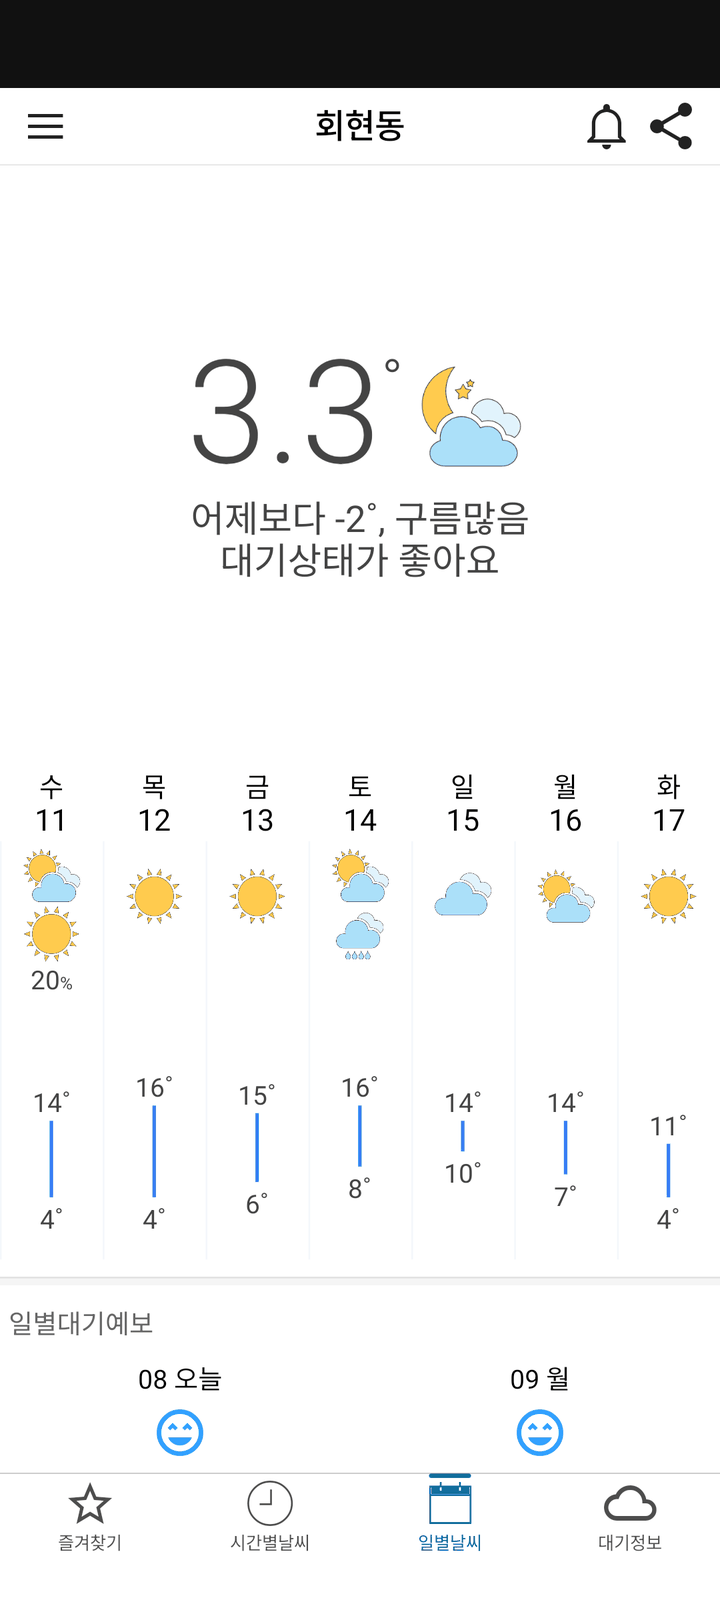 회현동
3.3°
어제보다 -2°, 구름많음
대기상태가 좋아요
수 목 금 토 일 월 화
11 12 13 14 15 16 17
20%
14° 16° 15° 16° 14° 14° 11°
4° 4° 6° 8° 10° 7° 4°
일별대기예보
08 오늘 09 월
즐겨찾기 시간별날씨 일별날씨 대기정보